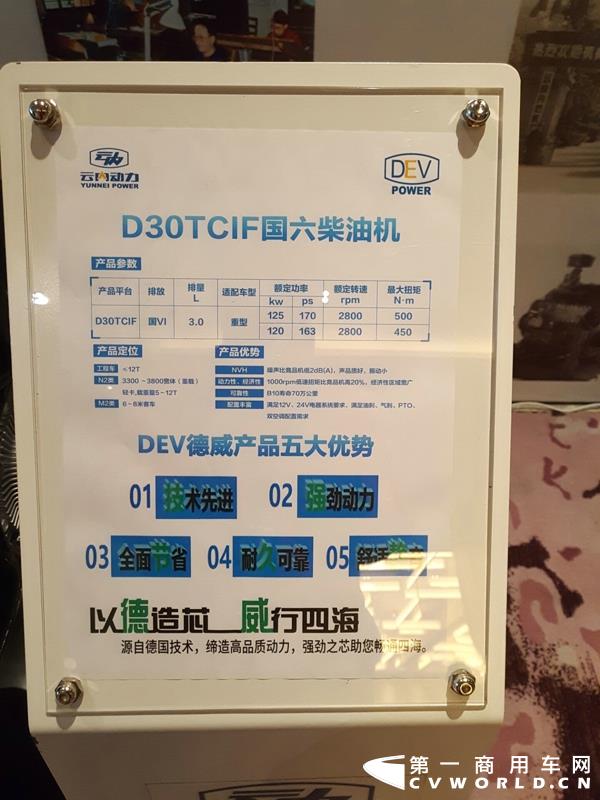 云内动力
YUNNEI POWER
DEV
POWER
D30TCIF国六柴油机
产品参数
产品平台 排放 排量 L 适配车型 额定功率 额定转速 rpm 最大扭矩 N·m
kw ps
D30TCIF 国VI 3.0 重型 125 170 2800 500
120 163 2800 450
产品定位
工程车 ≤12T
N2类 3300~3800宽体（重载）
轻卡,载重量5~12T
M2类 6~8米客车
产品优势
NVH 噪声比竞品机低2dB(A)，声品质好，振动小
动力性、经济性 1000rpm低速扭矩比竞品机高20%，经济性区域宽广
可靠性 B10寿命70万公里
配置丰富 满足12V、24V电器系统要求，满足油刹、气刹、PTO、
双空调配置需求
DEV德威产品五大优势
01 技术先进 02 强劲动力
03 全面节省 04 耐久可靠 05 舒适
以德造芯 威行四海
源自德国技术，缔造高品质动力，强劲之芯助您畅通四海。
第一商用车网
CVWORLD.CN